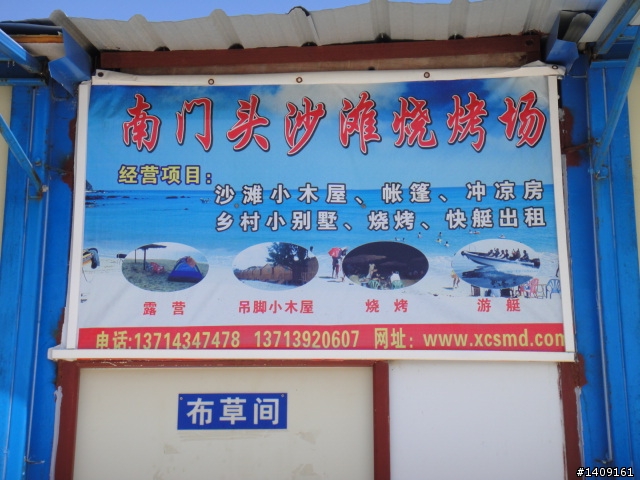 南门头沙滩烧烤场
经营项目:
沙滩小木屋、帐篷、冲凉房
乡村小别墅、烧烤、快艇出租
露营 吊脚小木屋 烧烤 游艇
电话:13714347478 13713920607 网址: www.xcsmd.com
布草间
#1409161